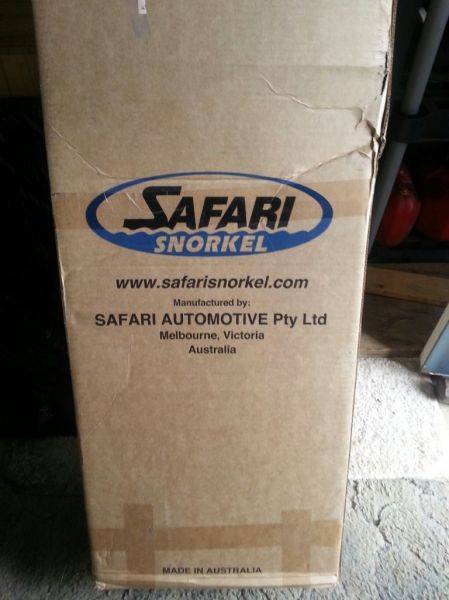 SAFARI
SNORKEL
www.safarisnorkel.com
Manufactured by:
SAFARI AUTOMOTIVE Pty Ltd
Melbourne, Victoria
Australia
MADE IN AUSTRALIA